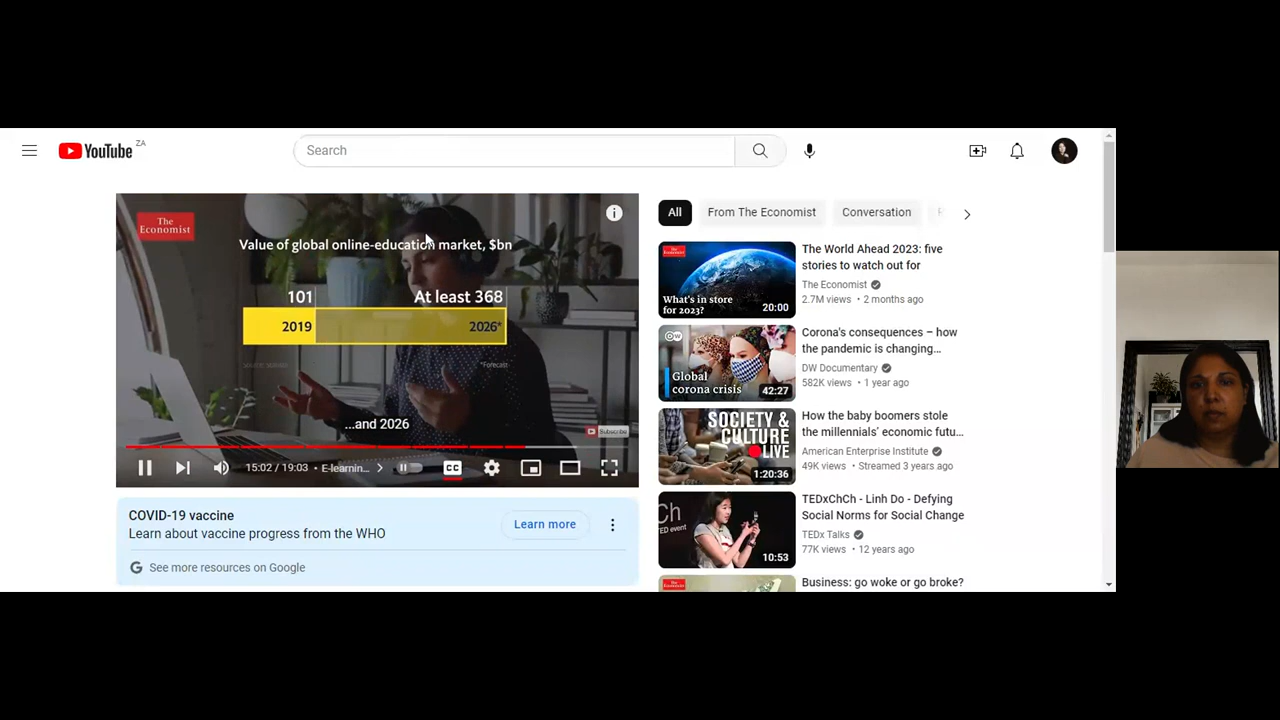 YouTube ZA
Search
The
Economist
Value of global online-education market, $bn
101
At least 368
2019
2026*
*Forecast
...and 2026
Subscribe
15:02 / 19:03 • E-learnin...
CC
COVID-19 vaccine
Learn about vaccine progress from the WHO
Learn more
G See more resources on Google
All
From The Economist
Conversation
What's in store
for 2023?
20:00
The World Ahead 2023: five
stories to watch out for
The Economist
2.7M views • 2 months ago
Global
corona crisis
42:27
Corona's consequences – how
the pandemic is changing...
DW Documentary
582K views • 1 year ago
SOCIETY &
CULTURE
LIVE
1:20:36
How the baby boomers stole
the millennials' economic futu...
American Enterprise Institute
49K views • Streamed 3 years ago
Ch
ED event
10:53
TEDxChCh - Linh Do - Defying
Social Norms for Social Change
TEDx Talks
77K views • 12 years ago
Business: go woke or go broke?